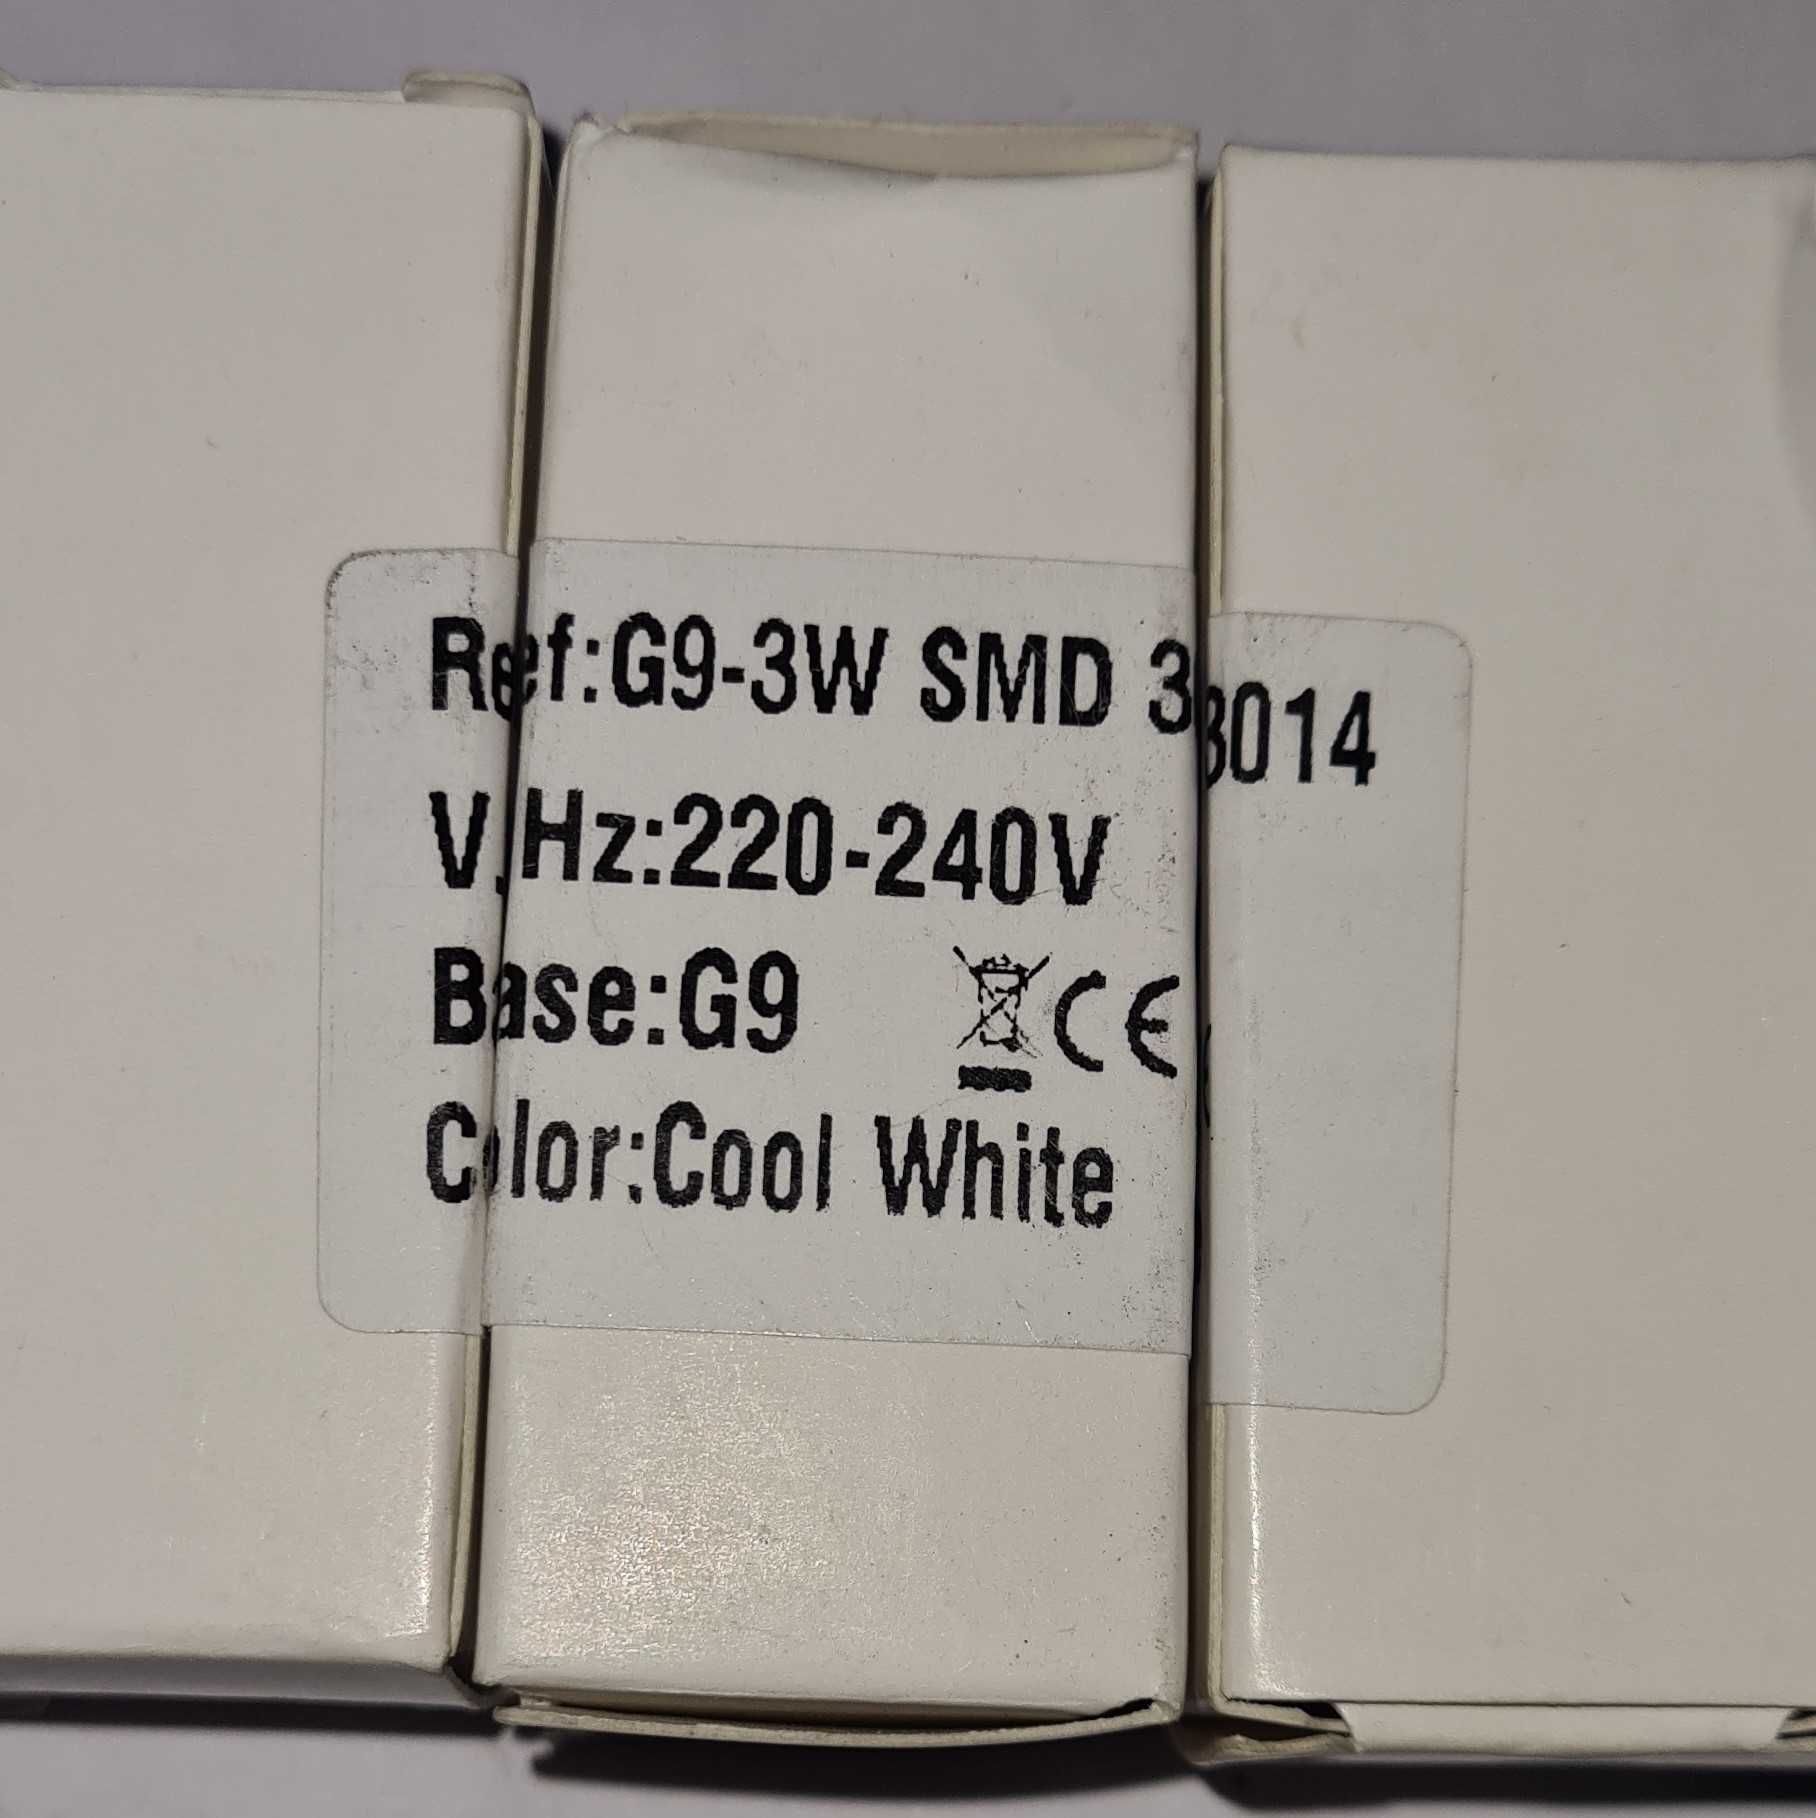 Ref:G9-3W SMD 3014
V.Hz:220-240V
Base:G9 CE
Color:Cool White